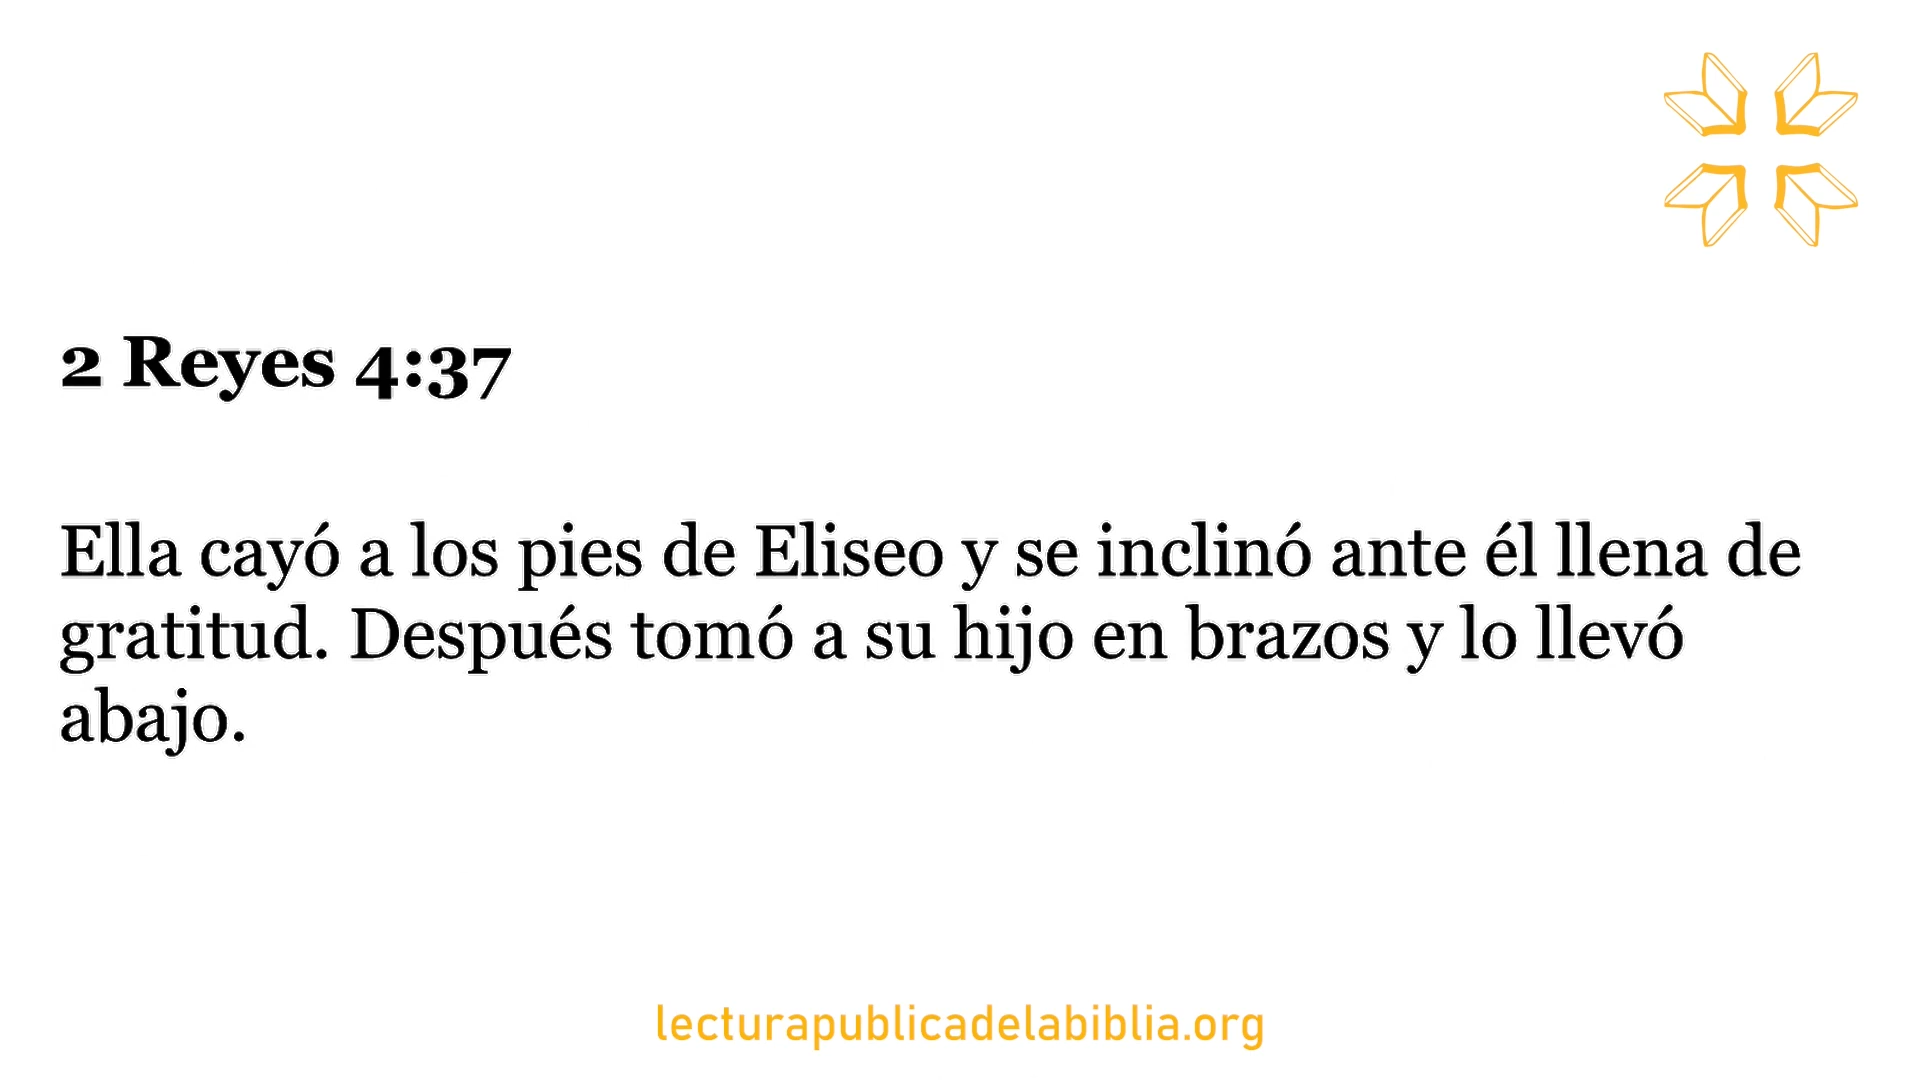 2 Reyes 4:37
Ella cayó a los pies de Eliseo y se inclinó ante él llena de
gratitud. Después tomó a su hijo en brazos y lo llevó
abajo.
lecturapublicadelabiblia.org